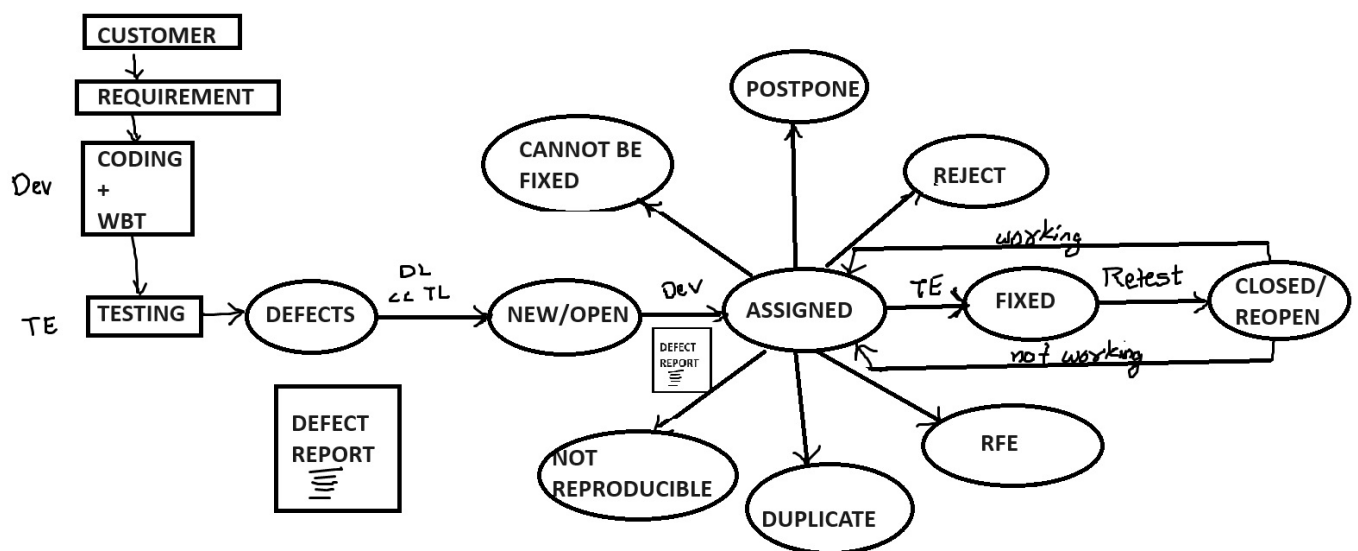 CUSTOMER
REQUIREMENT
Dev
CODING
+
WBT
TE
TESTING
DEFECTS
DL
cc TL
NEW/OPEN
Dev
ASSIGNED
TE
FIXED
Retest
CLOSED/
REOPEN
working
not working
CANNOT BE
FIXED
POSTPONE
REJECT
DEFECT
REPORT
DEFECT
REPORT
NOT
REPRODUCIBLE
DUPLICATE
RFE